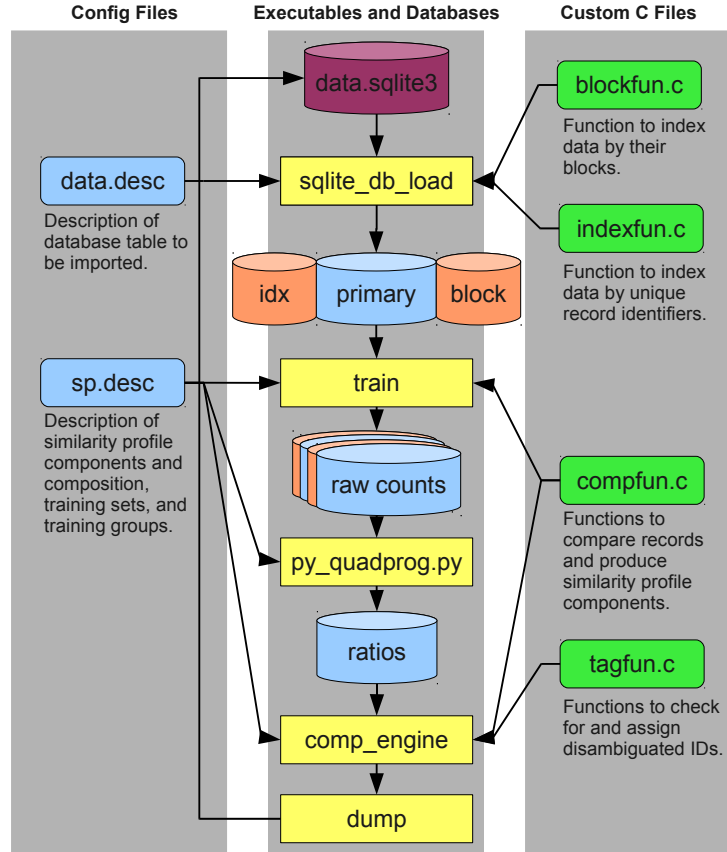 Config Files
Executables and Databases
Custom C Files
data.sqlite3
blockfun.c
Function to index
data by their
blocks.
data.desc
Description of
database table to
be imported.
sqlite_db_load
indexfun.c
Function to index
data by unique
record identifiers.
idx
primary
block
sp.desc
Description of
similarity profile
components and
composition,
training sets, and
training groups.
train
raw counts
compfun.c
Functions to
compare records
and produce
similarity profile
components.
py_quadprog.py
ratios
tagfun.c
Functions to check
for and assign
disambiguated IDs.
comp_engine
dump